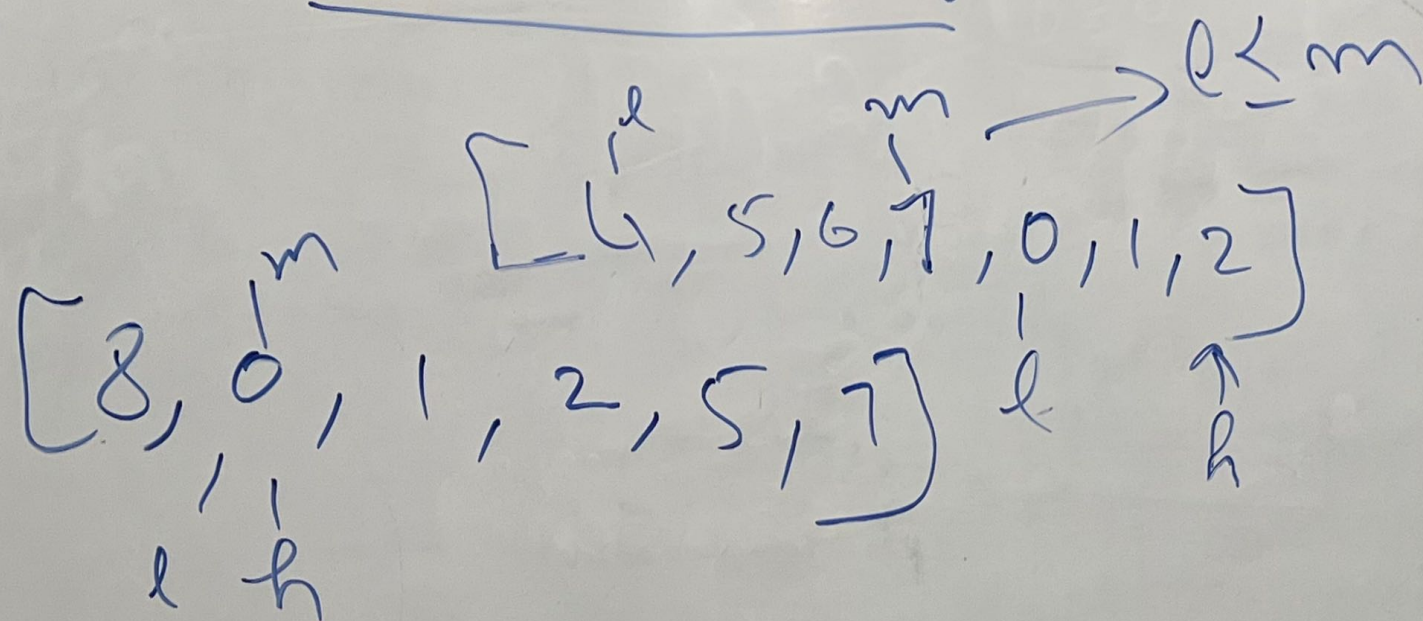 l ≤ m
l m
[4, 5, 6, 7, 0, 1, 2]
m
l
h
[8, 0, 1, 2, 5, 7]
l h